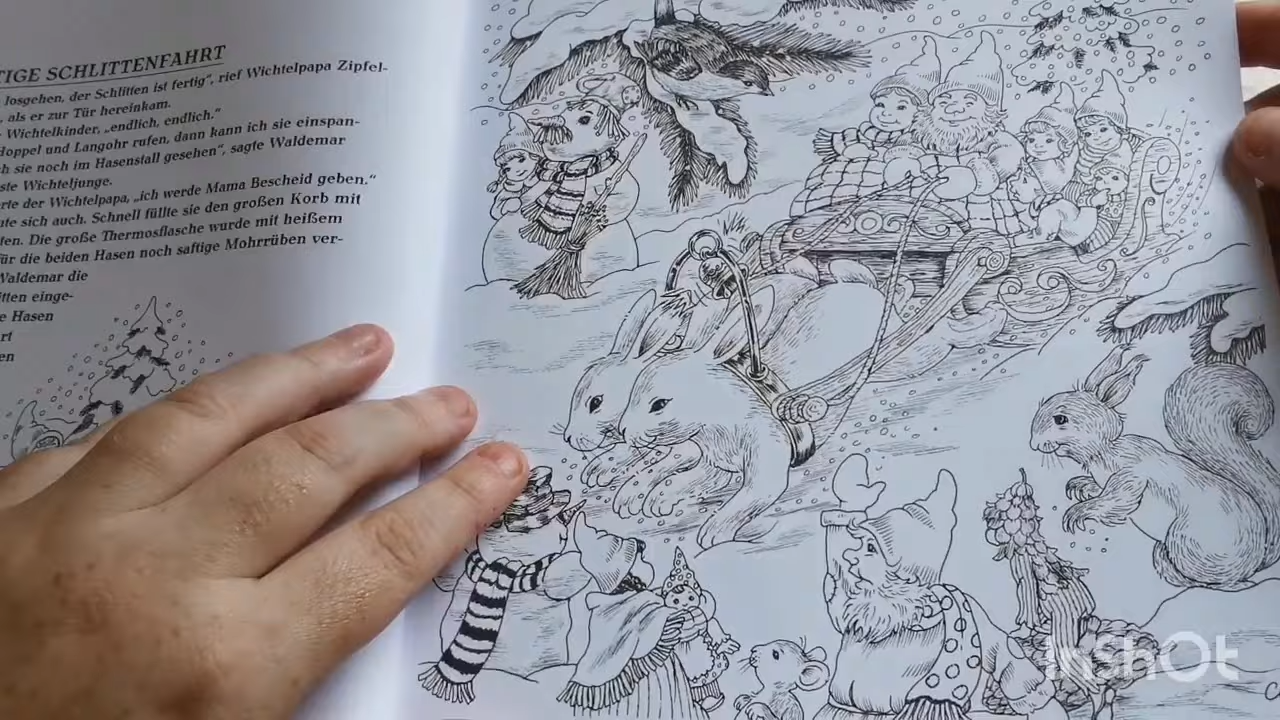 TIGE SCHLITTENFAHRT
losgehen, der Schlitten ist fertig“, rief Wichtelpapa Zipfel-
als er zur Tür hereinkam.
Wichtelkinder, „endlich, endlich.“
Hoppel und Langohr rufen, dann kann ich sie einspan-
ch sie noch im Hasenstall gesehen“, sagte Waldemar
ste Wichteljunge.
rte der Wichtelpapa, „ich werde Mama Bescheid geben.“
ute sich auch. Schnell füllte sie den großen Korb mit
ten. Die große Thermosflasche wurde mit heißem
für die beiden Hasen noch saftige Mohrrüben ver-
Waldemar die
itten einge-
e Hasen
rt
en
InShOt